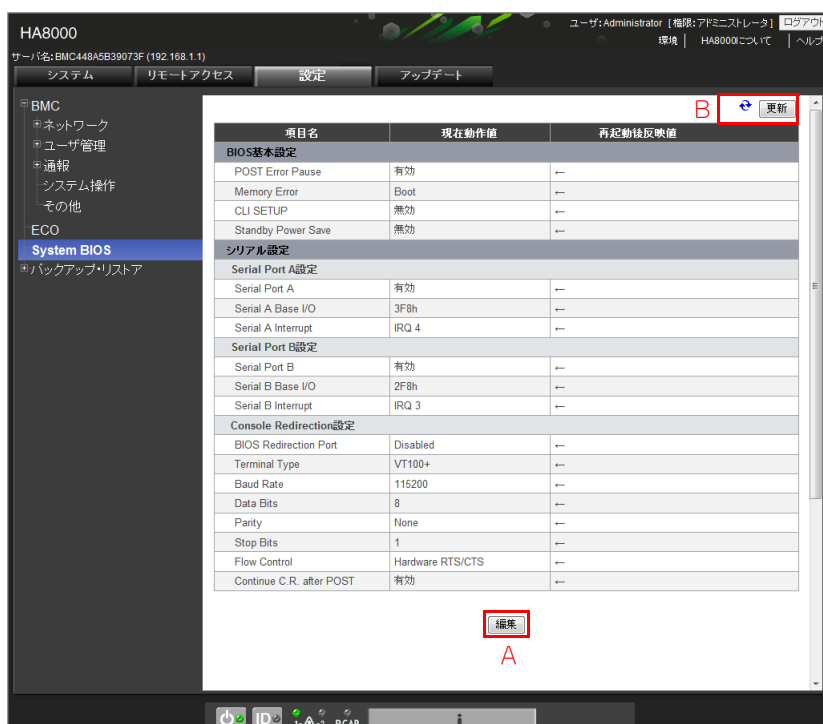 HA8000
ユーザ:Administrator [権限:アドミニストレータ] ログアウト
環境 | HA8000について | ヘルプ
サーバ名:BMC448A5B39073F (192.168.1.1)
システム リモートアクセス 設定 アップデート
BMC
ネットワーク
ユーザ管理
通報
システム操作
その他
ECO
System BIOS
バックアップ・リストア
B 更新
項目名 現在動作値 再起動後反映値
BIOS基本設定
POST Error Pause 有効 ←
Memory Error Boot ←
CLI SETUP 無効 ←
Standby Power Save 無効 ←
シリアル設定
Serial Port A設定
Serial Port A 有効 ←
Serial A Base I/O 3F8h ←
Serial A Interrupt IRQ 4 ←
Serial Port B設定
Serial Port B 有効 ←
Serial B Base I/O 2F8h ←
Serial B Interrupt IRQ 3 ←
Console Redirection設定
BIOS Redirection Port Disabled ←
Terminal Type VT100+ ←
Baud Rate 115200 ←
Data Bits 8 ←
Parity None ←
Stop Bits 1 ←
Flow Control Hardware RTS/CTS ←
Continue C.R. after POST 有効 ←
編集
A
ID